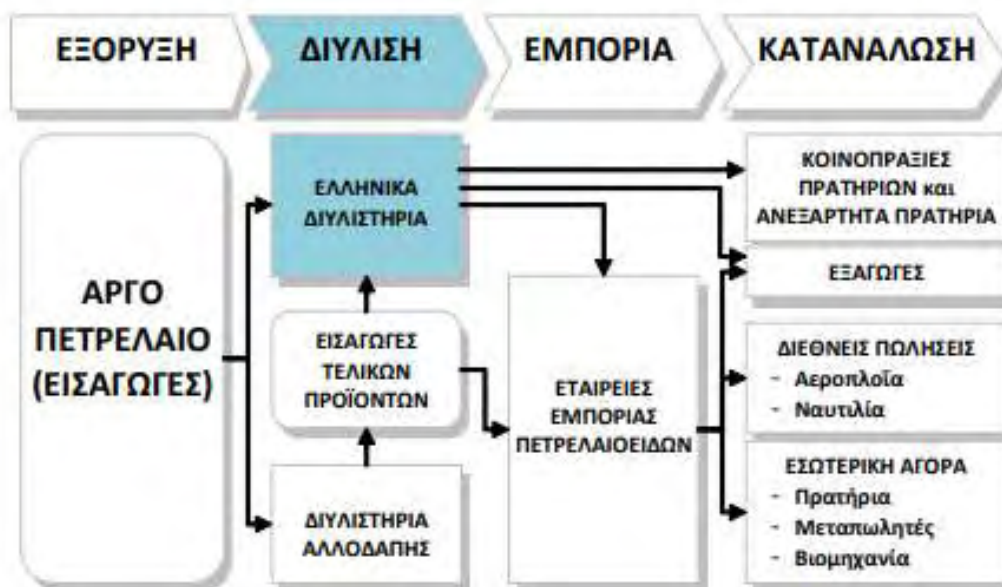 ΕΞΟΡΥΞΗ
ΔΙΥΛΙΣΗ
ΕΜΠΟΡΙΑ
ΚΑΤΑΝΑΛΩΣΗ
ΑΡΓΟ
ΠΕΤΡΕΛΑΙΟ
(ΕΙΣΑΓΩΓΕΣ)
ΕΛΛΗΝΙΚΑ
ΔΙΥΛΙΣΤΗΡΙΑ
ΕΙΣΑΓΩΓΕΣ
ΤΕΛΙΚΩΝ
ΠΡΟΪΟΝΤΩΝ
ΔΙΥΛΙΣΤΗΡΙΑ
ΑΛΛΟΔΑΠΗΣ
ΕΤΑΙΡΕΙΕΣ
ΕΜΠΟΡΙΑΣ
ΠΕΤΡΕΛΑΙΟΕΙΔΩΝ
ΚΟΙΝΟΠΡΑΞΙΕΣ
ΠΡΑΤΗΡΙΩΝ και
ΑΝΕΞΑΡΤΗΤΑ ΠΡΑΤΗΡΙΑ
ΕΞΑΓΩΓΕΣ
ΔΙΕΘΝΕΙΣ ΠΩΛΗΣΕΙΣ
- Αεροπλοΐα
- Ναυτιλία
ΕΣΩΤΕΡΙΚΗ ΑΓΟΡΑ
- Πρατήρια
- Μεταπωλητές
- Βιομηχανία